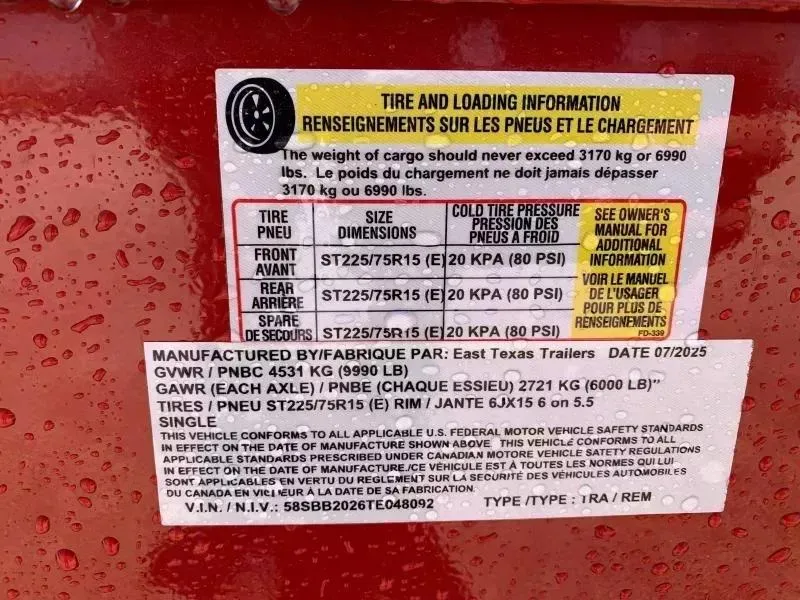 TIRE AND LOADING INFORMATION
RENSEIGNEMENTS SUR LES PNEUS ET LE CHARGEMENT
The weight of cargo should never exceed 3170 kg or 6990
lbs. Le poids du chargement ne doit jamais dépasser
3170 kg ou 6990 lbs.
TIRE PNEU
SIZE DIMENSIONS
COLD TIRE PRESSURE PRESSION DES PNEUS A FROID
SEE OWNER'S MANUAL FOR ADDITIONAL INFORMATION
VOIR LE MANUEL DE L'USAGER POUR PLUS DE RENSEIGNEMENTS
FRONT AVANT ST225/75R15 (E) 20 KPA (80 PSI)
REAR ARRIÈRE ST225/75R15 (E) 20 KPA (80 PSI)
SPARE DE SECOURS ST225/75R15 (E) 20 KPA (80 PSI)
FD-339
MANUFACTURED BY/FABRIQUE PAR: East Texas Trailers DATE 07/2025
GVWR / PNBC 4531 KG (9990 LB)
GAWR (EACH AXLE) / PNBE (CHAQUE ESSIEU) 2721 KG (6000 LB)"
TIRES / PNEU ST225/75R15 (E) RIM / JANTE 6JX15 6 on 5.5
SINGLE
THIS VEHICLE CONFORMS TO ALL APPLICABLE U.S. FEDERAL MOTOR VEHICLE SAFETY STANDARDS
IN EFFECT ON THE DATE OF MANUFACTURE SHOWN ABOVE THIS VEHICLE CONFORMS TO ALL
APPLICABLE STANDARDS PRESCRIBED UNDER CANADIAN MOTORE VEHICLE SAFETY REGULATIONS
IN EFFECT ON THE DATE OF MANUFACTURE./CE VÉHICULE EST À TOUTES LES NORMES QUI LUI
SONT APPLICABLES EN VERTU DU REGLEMENT SUR LA SÉCURITÉ DES VÉHICULES AUTOMOBILES
DU CANADA EN VIGUEUR À LA DATE DE SA FABRICATION.
V.I.N. / N.I.V.: 58SBB2026TE048092 TYPE /TYPE : TRA / REM